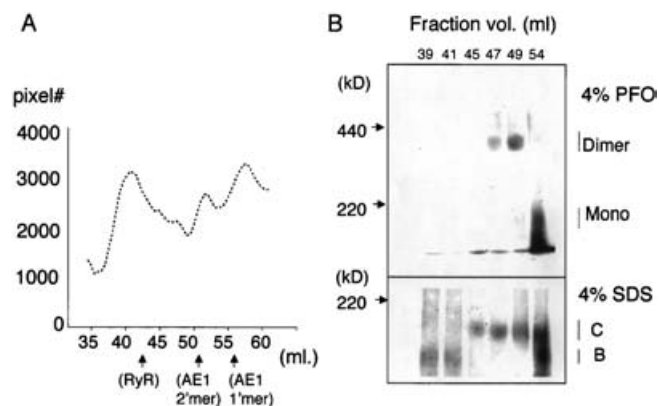 A
pixel#
4000
3000
2000
1000
0
35 40 45 50 55 60 (ml.)
(RyR) (AE1 2'mer) (AE1 1'mer)
B
Fraction vol. (ml)
39 41 45 47 49 54
(kD)
440
220
4% PFO
Dimer
Mono
(kD)
220
4% SDS
C
B